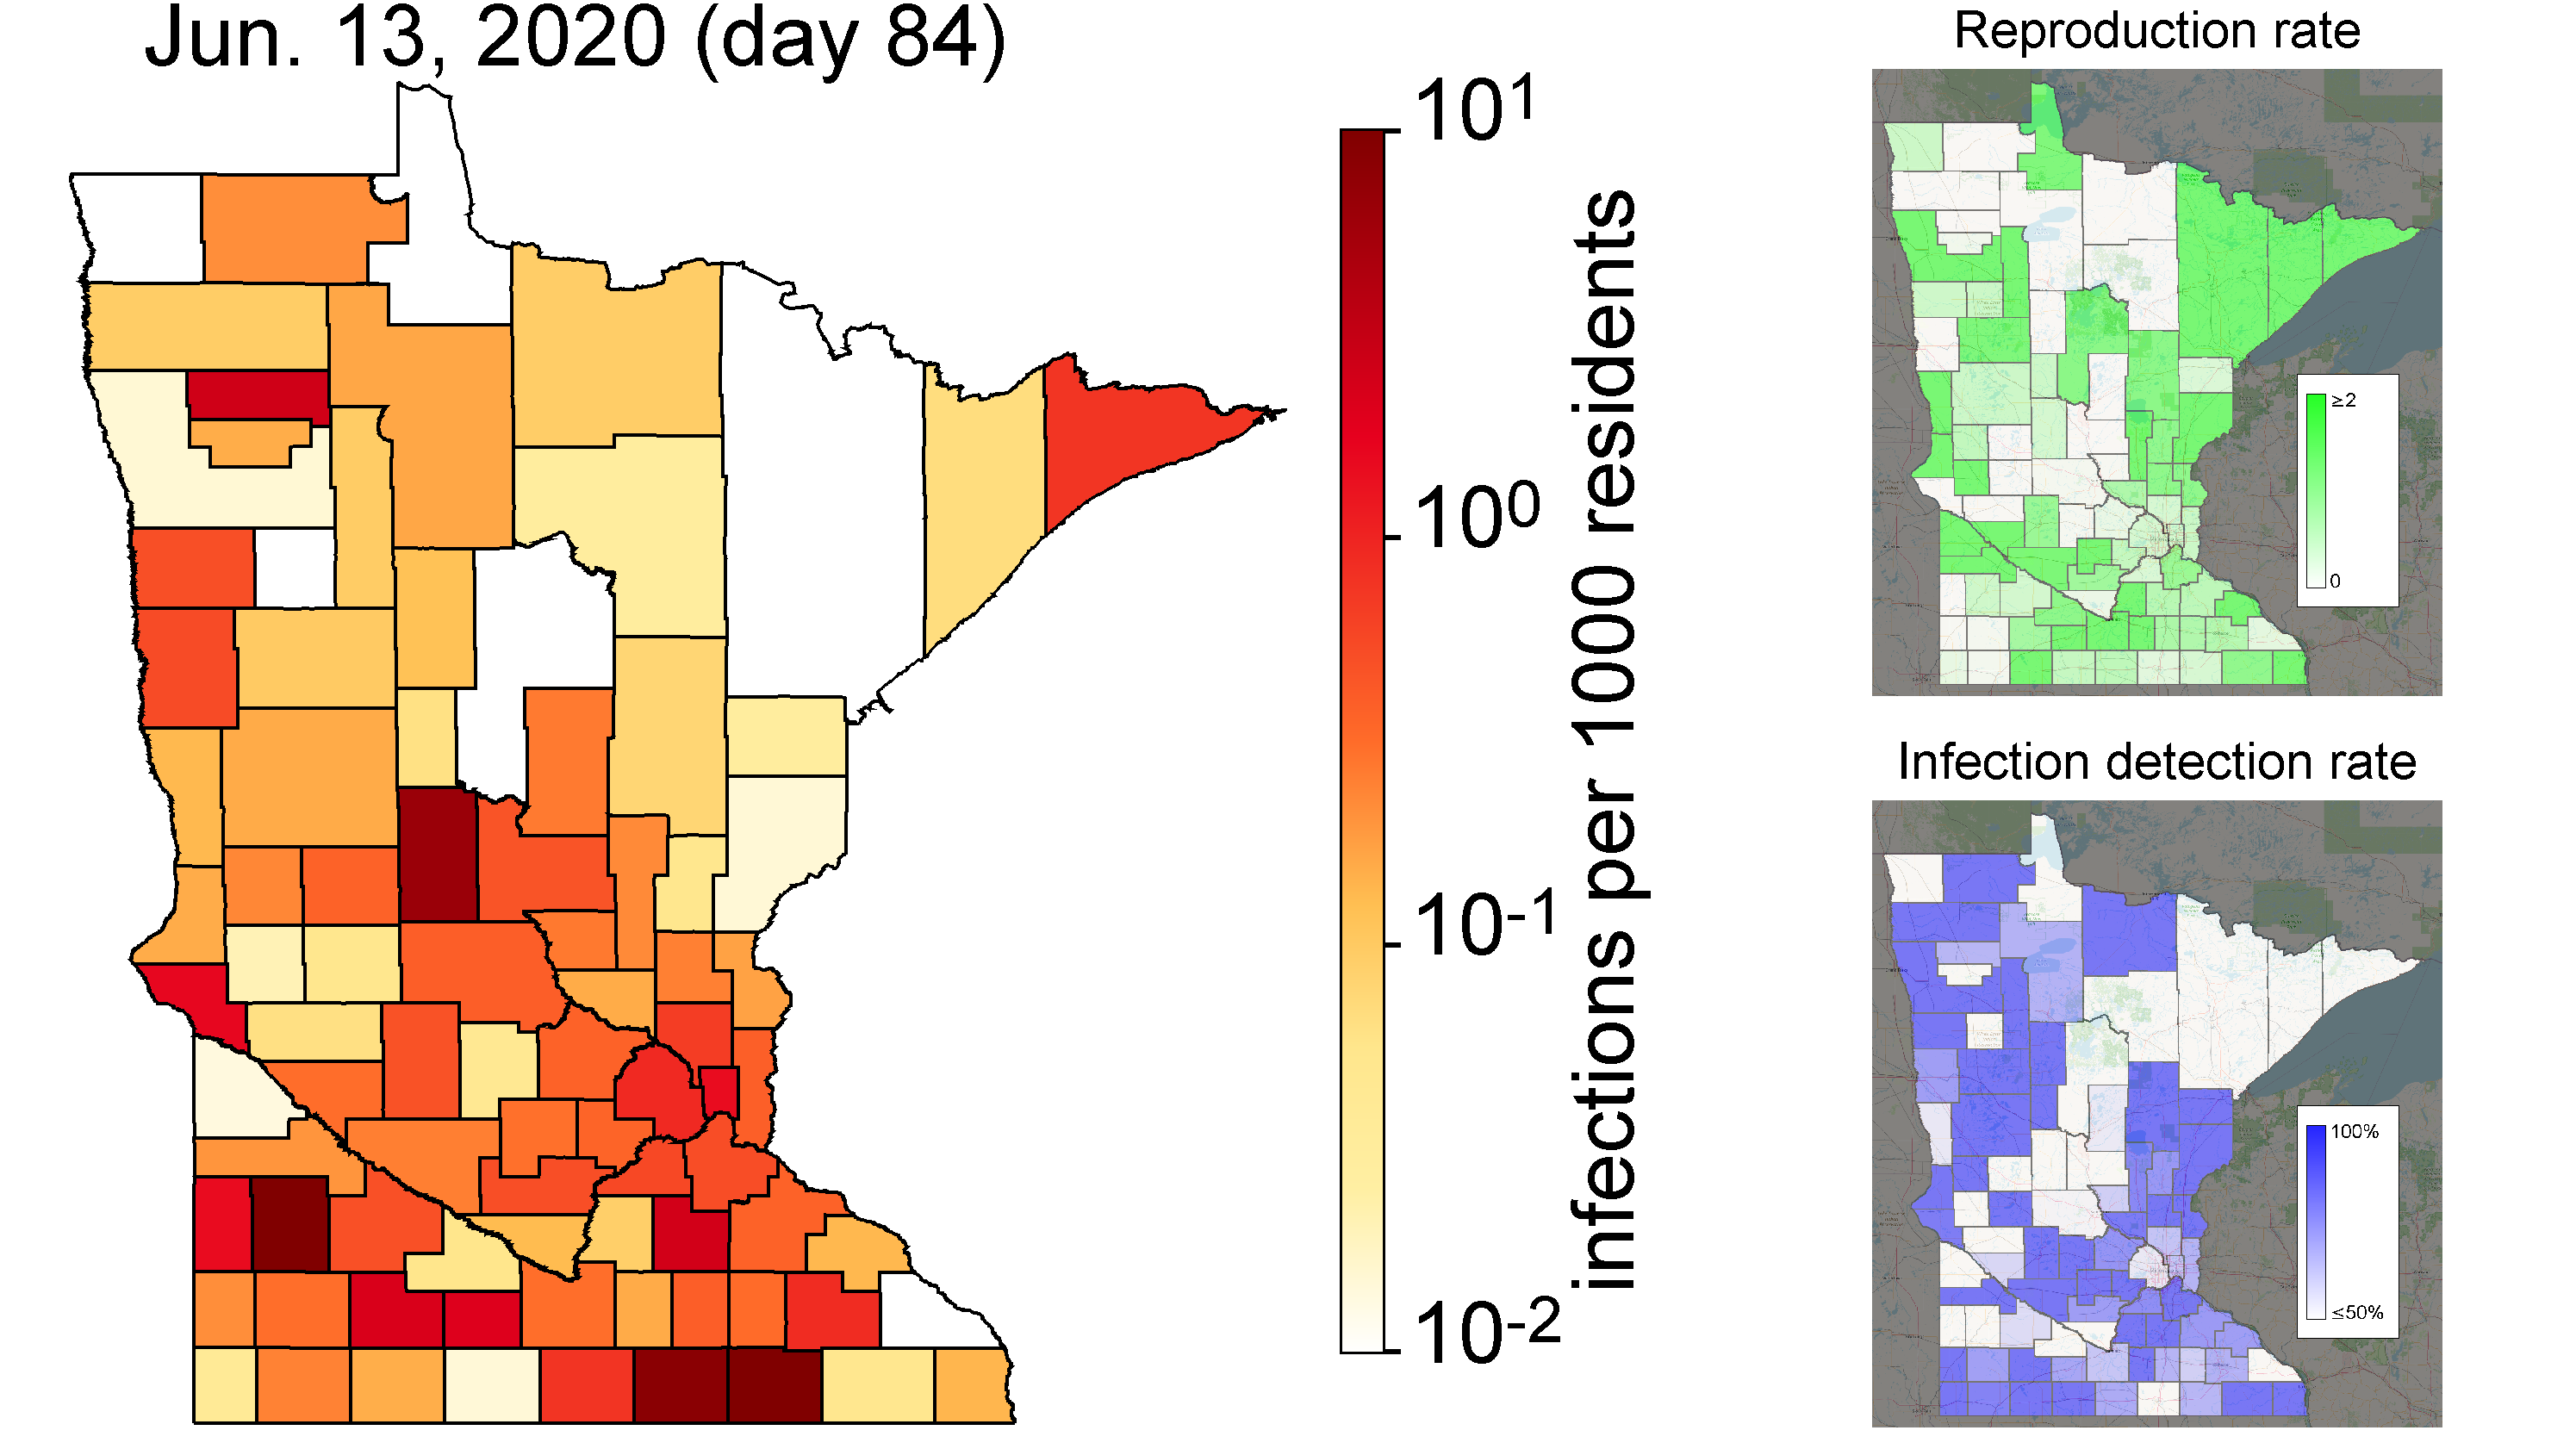 Jun. 13, 2020 (day 84)
10¹
10⁰
10⁻¹
10⁻²
infections per 1000 residents
Reproduction rate
≥2
0
Infection detection rate
100%
≤50%